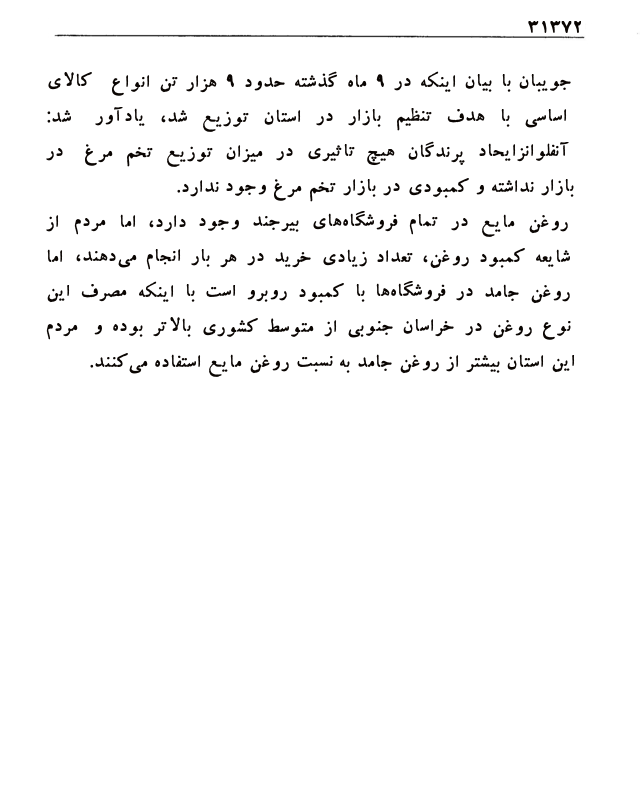 ۳۱۳۷۲
جویبان با بیان اینکه در ۹ ماه گذشته حدود ۹ هزار تن انواع کالای
اساسی با هدف تنظیم بازار در استان توزیع شد، یادآور شد:
آنفلوانزایحاد پرندگان هیچ تاثیری در میزان توزیع تخم مرغ در
بازار نداشته و کمبودی در بازار تخم مرغ وجود ندارد.
روغن مایع در تمام فروشگاه‌های بیرجند وجود دارد، اما مردم از
شایعه کمبود روغن، تعداد زیادی خرید در هر بار انجام می‌دهند، اما
روغن جامد در فروشگاه‌ها با کمبود روبرو است با اینکه مصرف این
نوع روغن در خراسان جنوبی از متوسط کشوری بالاتر بوده و مردم
این استان بیشتر از روغن جامد به نسبت روغن مایع استفاده می‌کنند.